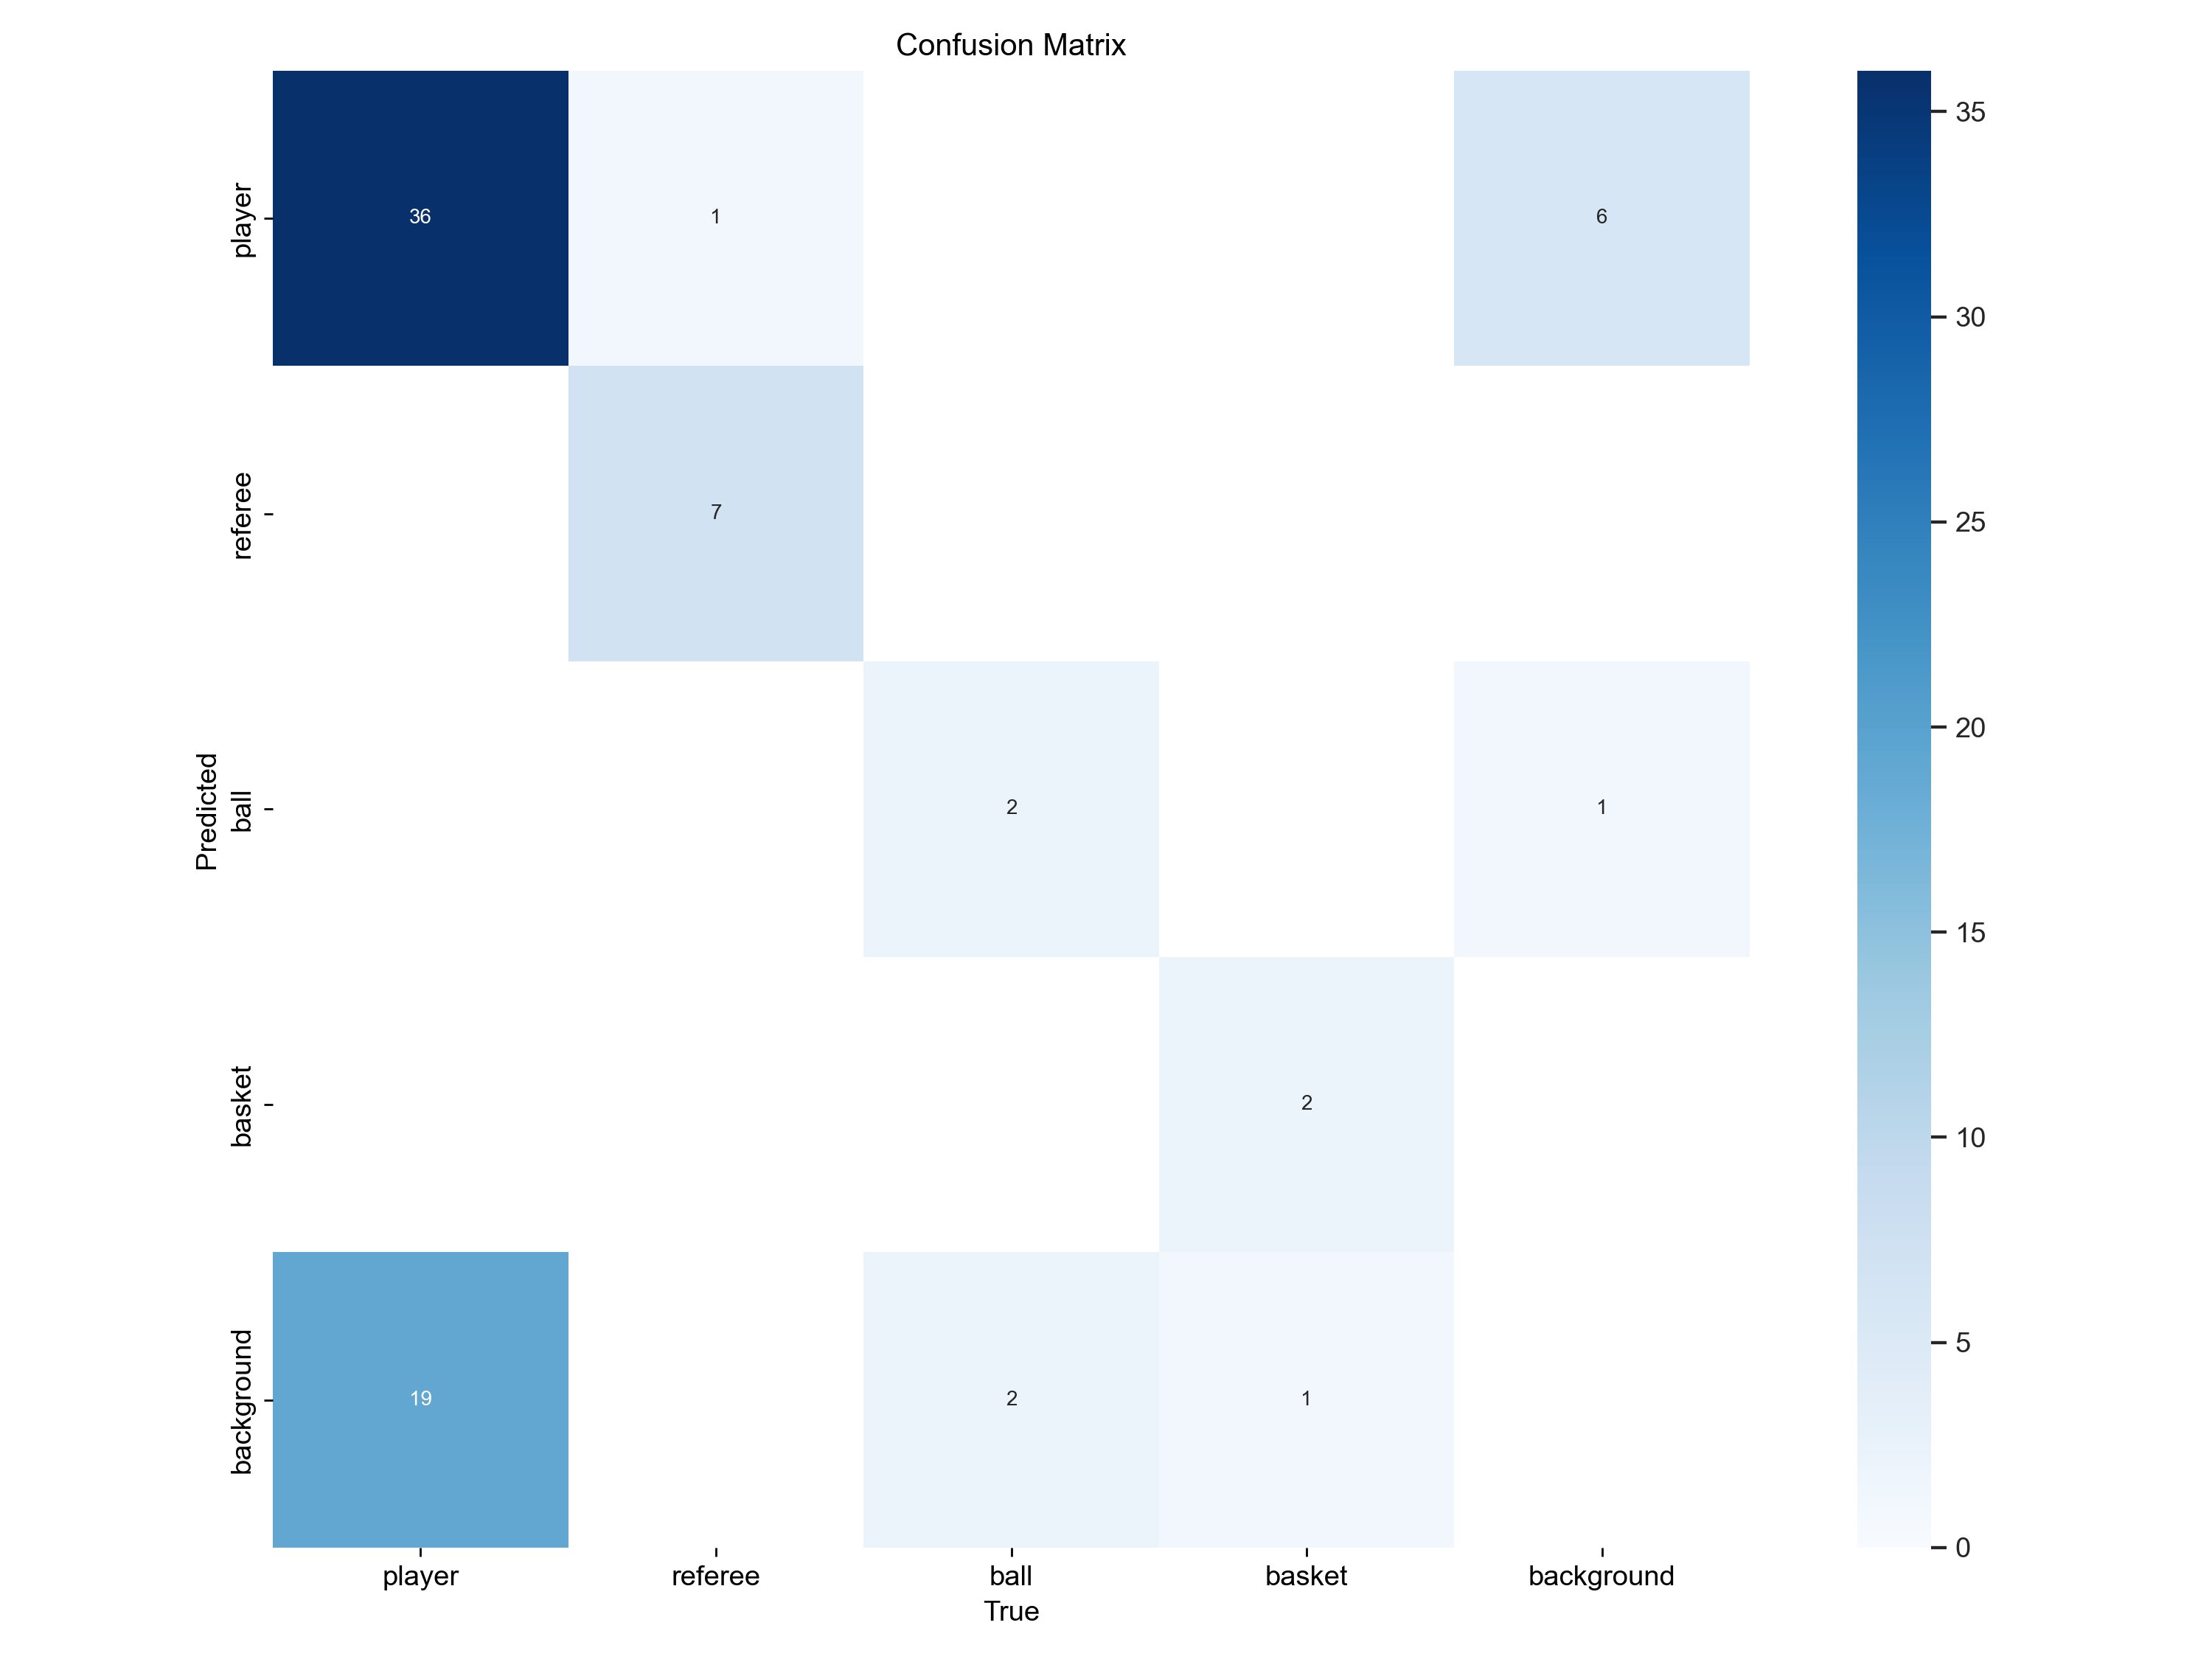 Confusion Matrix
player
36
1
6
35
30
referee
7
25
Predicted
ball
2
1
20
15
basket
2
10
background
19
2
1
5
0
player
referee
ball
basket
background
True